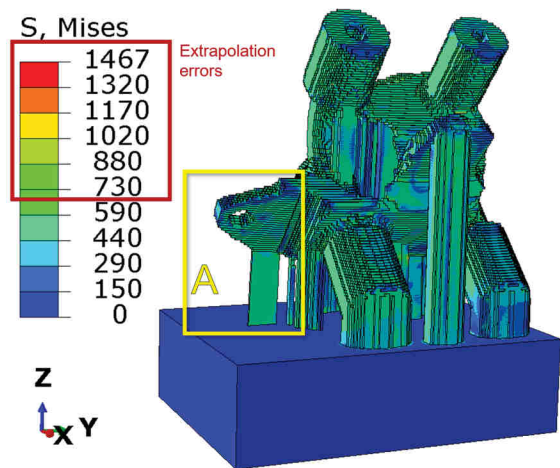 S, Mises
Extrapolation
errors
1467
1320
1170
1020
880
730
590
440
290
150
0
A
Z
X Y